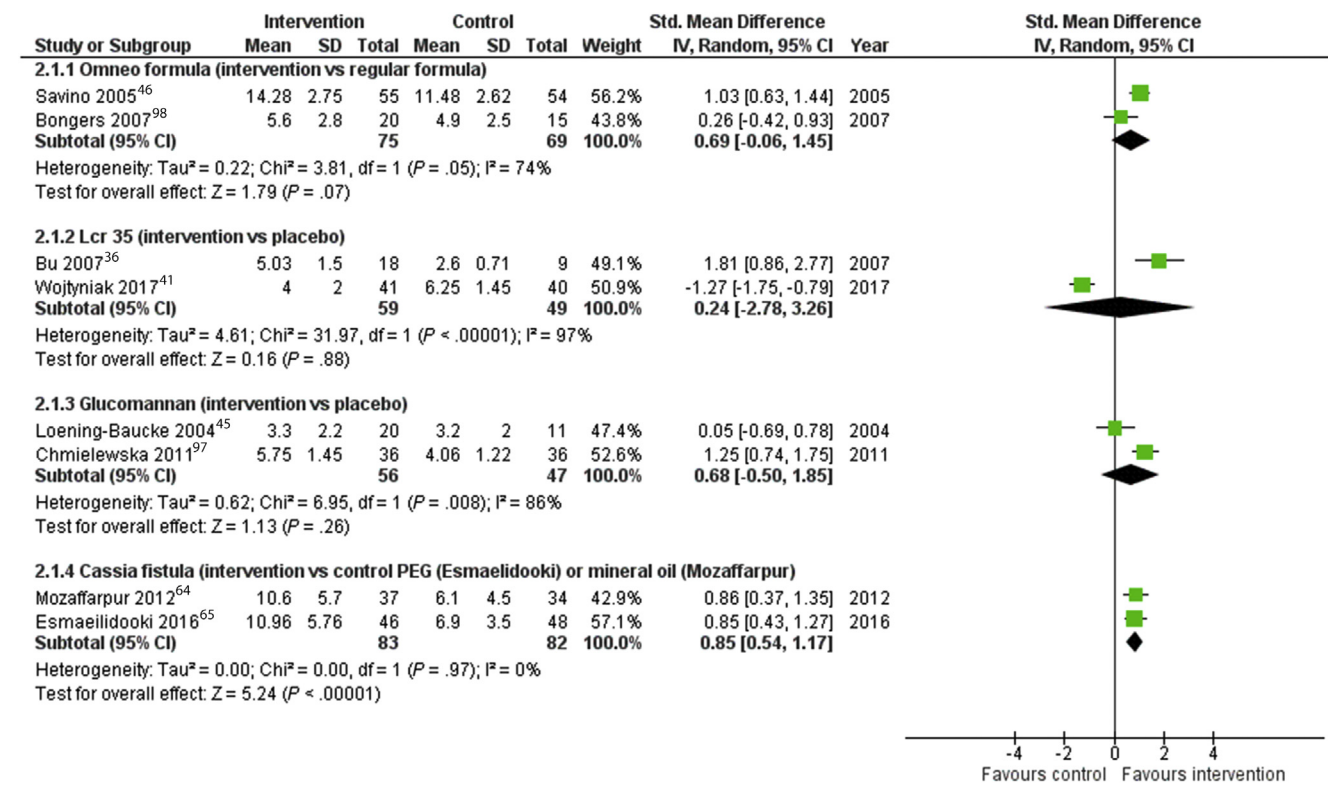 Intervention Control Std. Mean Difference Std. Mean Difference
Study or Subgroup Mean SD Total Mean SD Total Weight IV, Random, 95% CI Year IV, Random, 95% CI
2.1.1 Omneo formula (intervention vs regular formula)
Savino 2005⁴⁶ 14.28 2.75 55 11.48 2.62 54 56.2% 1.03 [0.63, 1.44] 2005
Bongers 2007⁹⁸ 5.6 2.8 20 4.9 2.5 15 43.8% 0.26 [-0.42, 0.93] 2007
Subtotal (95% CI) 75 69 100.0% 0.69 [-0.06, 1.45]
Heterogeneity: Tau² = 0.22; Chi² = 3.81, df = 1 (P = .05); I² = 74%
Test for overall effect: Z = 1.79 (P = .07)
2.1.2 Lcr 35 (intervention vs placebo)
Bu 2007³⁶ 5.03 1.5 18 2.6 0.71 9 49.1% 1.81 [0.86, 2.77] 2007
Wojtyniak 2017⁴¹ 4 2 41 6.25 1.45 40 50.9% -1.27 [-1.75, -0.79] 2017
Subtotal (95% CI) 59 49 100.0% 0.24 [-2.78, 3.26]
Heterogeneity: Tau² = 4.61; Chi² = 31.97, df = 1 (P < .00001); I² = 97%
Test for overall effect: Z = 0.16 (P = .88)
2.1.3 Glucomannan (intervention vs placebo)
Loening-Baucke 2004⁴⁵ 3.3 2.2 20 3.2 2 11 47.4% 0.05 [-0.69, 0.78] 2004
Chmielewska 2011⁹⁷ 5.75 1.45 36 4.06 1.22 36 52.6% 1.25 [0.74, 1.75] 2011
Subtotal (95% CI) 56 47 100.0% 0.68 [-0.50, 1.85]
Heterogeneity: Tau² = 0.62; Chi² = 6.95, df = 1 (P = .008); I² = 86%
Test for overall effect: Z = 1.13 (P = .26)
2.1.4 Cassia fistula (intervention vs control PEG (Esmaelidooki) or mineral oil (Mozaffarpur)
Mozaffarpur 2012⁶⁴ 10.6 5.7 37 6.1 4.5 34 42.9% 0.86 [0.37, 1.35] 2012
Esmaeilidooki 2016⁶⁵ 10.96 5.76 46 6.9 3.5 48 57.1% 0.85 [0.43, 1.27] 2016
Subtotal (95% CI) 83 82 100.0% 0.85 [0.54, 1.17]
Heterogeneity: Tau² = 0.00; Chi² = 0.00, df = 1 (P = .97); I² = 0%
Test for overall effect: Z = 5.24 (P < .00001)
-4 -2 0 2 4
Favours control Favours intervention